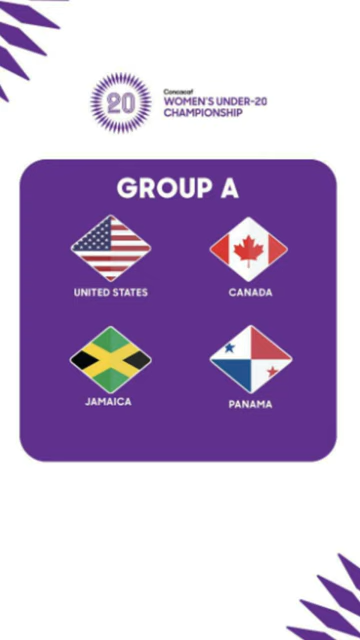 20
Concacaf
WOMEN'S UNDER-20
CHAMPIONSHIP
GROUP A
UNITED STATES
CANADA
JAMAICA
PANAMA